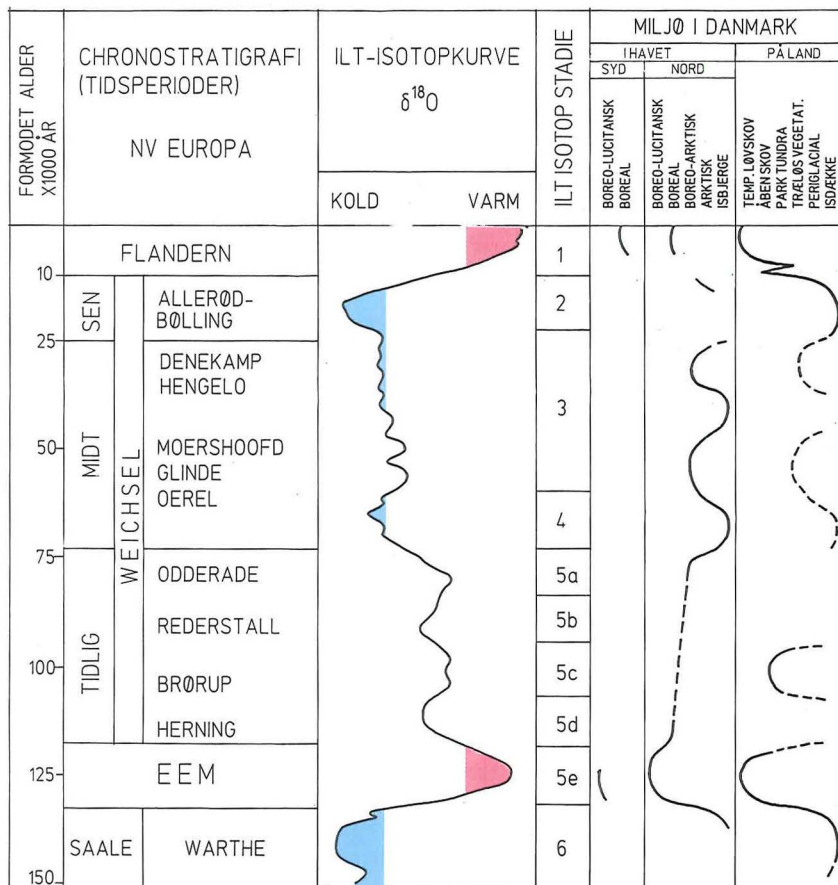 FORMODET ALDER
X1000 ÅR
CHRONOSTRATIGRAFI
(TIDSPERIODER)
NV EUROPA
ILT-ISOTOPKURVE
δ18O
KOLD VARM
ILT ISOTOP STADIE
MILJØ I DANMARK
I HAVET
PÅ LAND
SYD
NORD
BOREO-LUCITANSK
BOREAL
BOREO-LUCITANSK
BOREAL
BOREO-ARKTISK
ARKTISK
ISBJERGE
TEMP. LØVSKOV
ÅBEN SKOV
PARK TUNDRA
TRÆLØS VEGETAT.
PERIGLACIAL
ISDÆKKE
FLANDERN
1
10
SEN
ALLERØD-
BØLLING
2
25
WEICHSEL
MIDT
DENEKAMP
HENGELO
3
50
MOERSHOOFD
GLINDE
OEREL
4
75
TIDLIG
ODDERADE
5a
REDERSTALL
5b
100
BRØRUP
5c
HERNING
5d
125
EEM
5e
SAALE
WARTHE
6
150